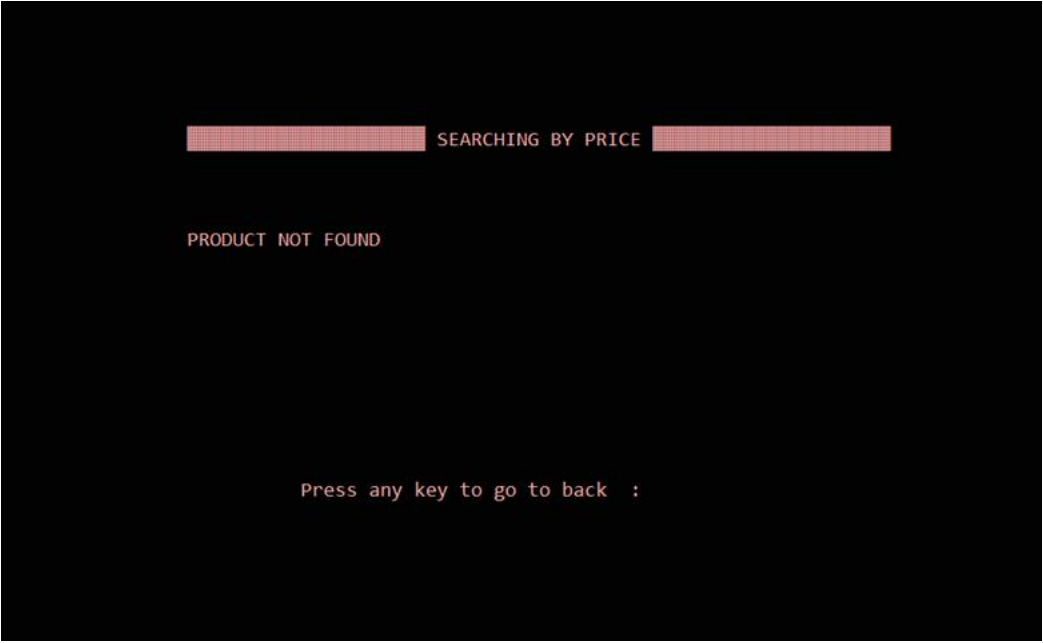 SEARCHING BY PRICE
PRODUCT NOT FOUND
Press any key to go to back  :